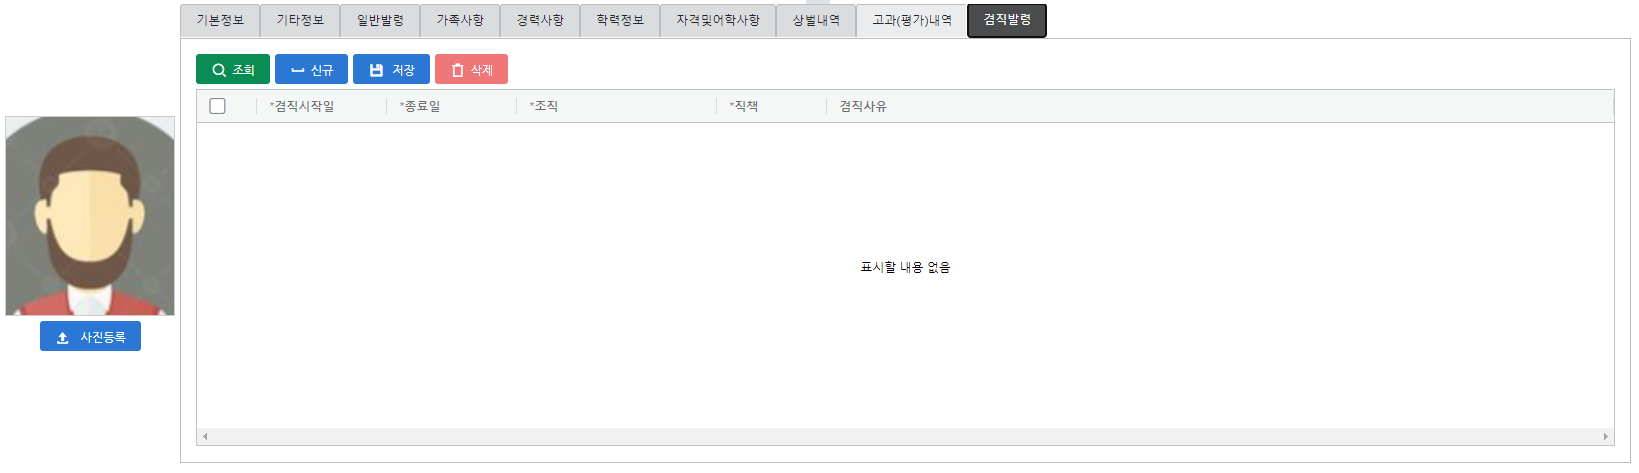 기본정보 기타정보 일반발령 가족사항 경력사항 학력정보 자격및어학사항 상벌내역 고과(평가)내역 겸직발령
조회 신규 저장 삭제
*겸직시작일 *종료일 *조직 *직책 겸직사유
표시할 내용 없음
사진등록